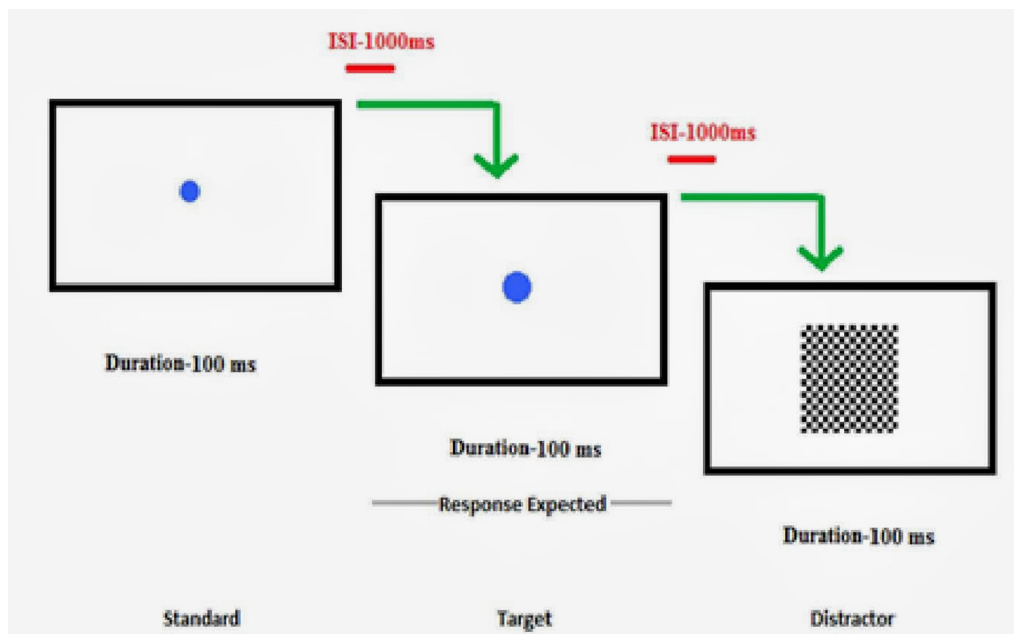 ISI-1000ms
ISI-1000ms
Duration-100 ms
Duration-100 ms
Response Expected
Duration-100 ms
Standard
Target
Distractor